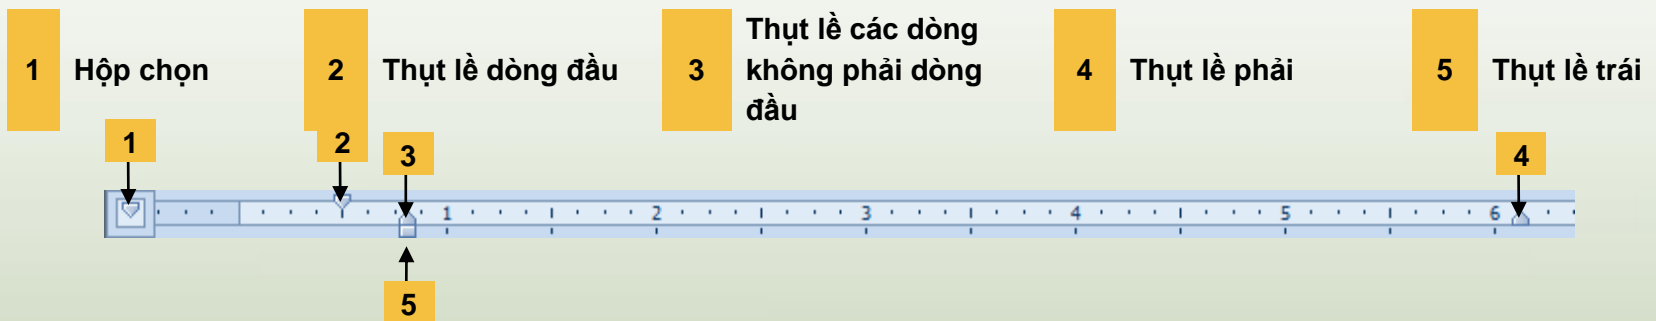 1 Hộp chọn
2 Thụt lề dòng đầu
3 Thụt lề các dòng
không phải dòng
đầu
4 Thụt lề phải
5 Thụt lề trái
1
2
3
4
1 2 3 4 5 6
5